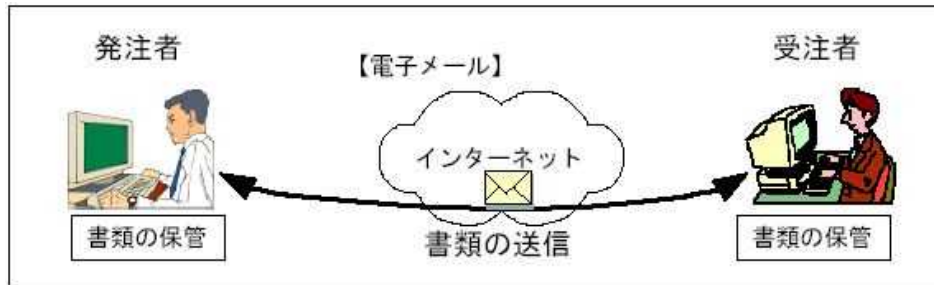 発注者
受注者
【電子メール】
インターネット
書類の保管
書類の送信
書類の保管